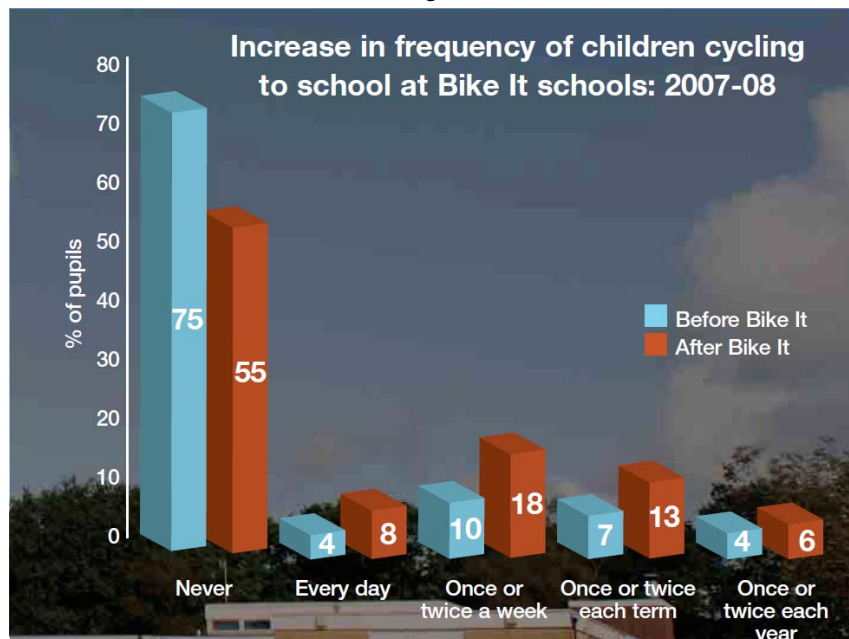 Increase in frequency of children cycling
to school at Bike It schools: 2007-08
80
70
60
50
40
30
20
10
0
% of pupils
75
55
4
8
10
18
7
13
4
6
Before Bike It
After Bike It
Never
Every day
Once or
twice a week
Once or twice
each term
Once or
twice each
year